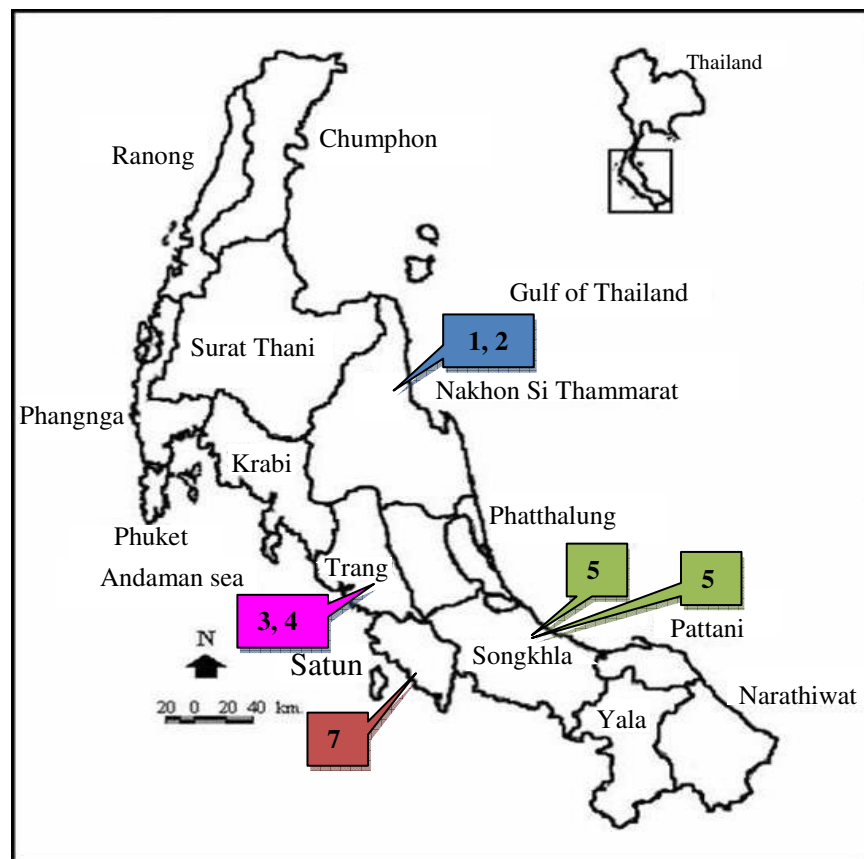 Thailand
Chumphon
Ranong
Gulf of Thailand
1, 2
Surat Thani
Nakhon Si Thammarat
Phangnga
Krabi
Phatthalung
Phuket
Trang
5
5
Andaman sea
3, 4
Pattani
N
Satun
Songkhla
Narathiwat
20 0 20 40 km.
Yala
7